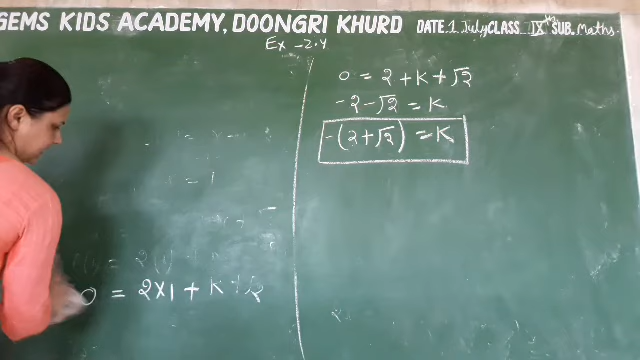 GEMS KIDS ACADEMY, DOONGRI KHURD DATE 1 July CLASS IXth SUB. Maths.
Ex - 2.4
0 = 2 + K + √2
-2 - √2 = K
-(2 + √2) = K
0 = 2×1 + K + √2